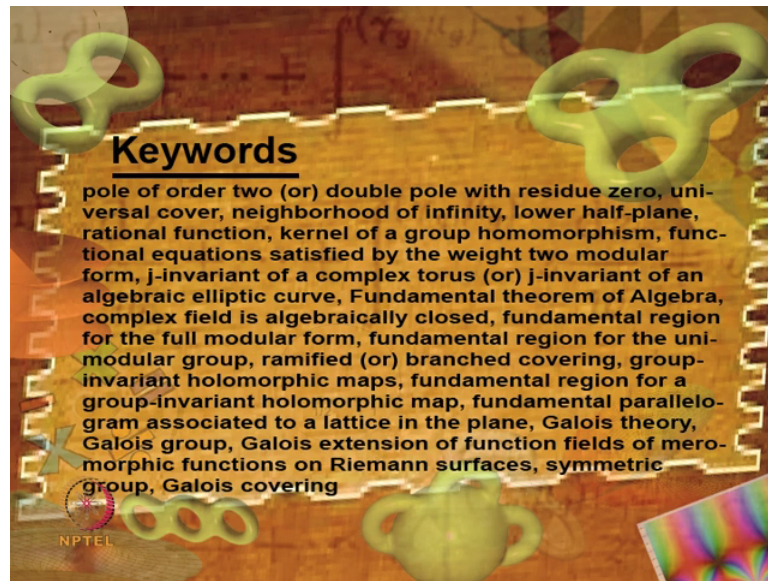 Keywords
pole of order two (or) double pole with residue zero, uni-
versal cover, neighborhood of infinity, lower half-plane,
rational function, kernel of a group homomorphism, func-
tional equations satisfied by the weight two modular
form, j-invariant of a complex torus (or) j-invariant of an
algebraic elliptic curve, Fundamental theorem of Algebra,
complex field is algebraically closed, fundamental region
for the full modular form, fundamental region for the uni-
modular group, ramified (or) branched covering, group-
invariant holomorphic maps, fundamental region for a
group-invariant holomorphic map, fundamental parallelo-
gram associated to a lattice in the plane, Galois theory,
Galois group, Galois extension of function fields of mero-
morphic functions on Riemann surfaces, symmetric
group, Galois covering
NPTEL